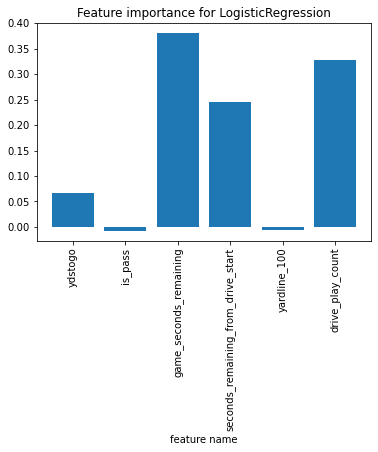 Feature importance for LogisticRegression
0.40
0.35
0.30
0.25
0.20
0.15
0.10
0.05
0.00
ydstogo
is_pass
game_seconds_remaining
seconds_remaining_from_drive_start
yardline_100
drive_play_count
feature name